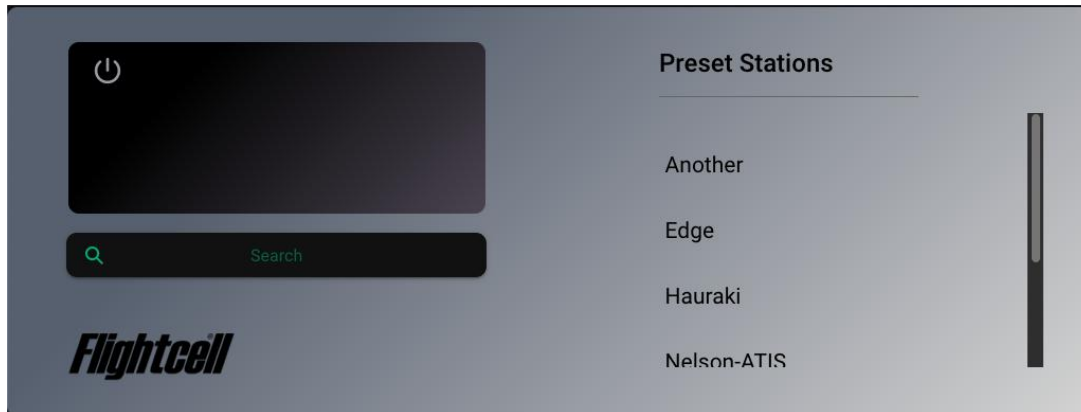 Preset Stations
Another
Edge
Search
Hauraki
Flightcell
Nelson-ATIS